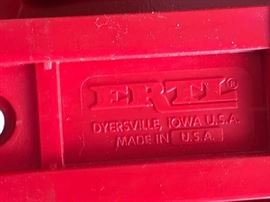 ERTL®
DYERSVILLE, IOWA U.S.A.
MADE IN U.S.A.